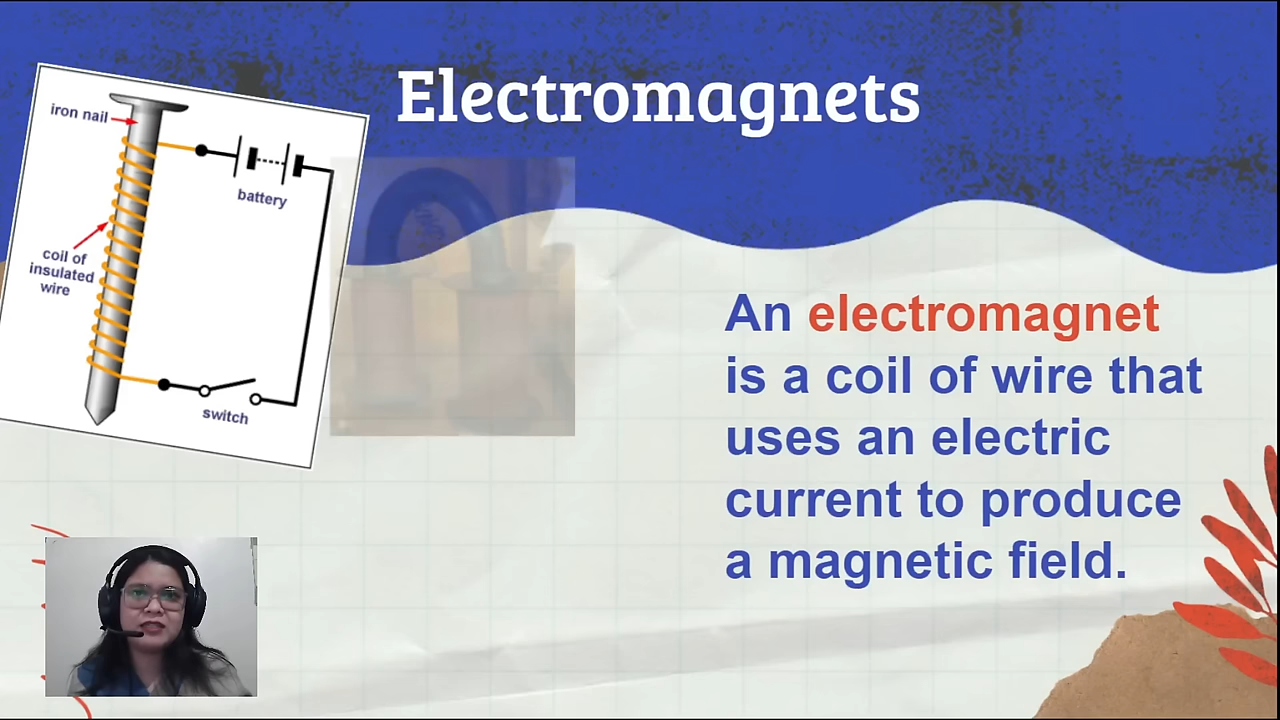 Electromagnets
iron nail
battery
coil of
insulated
wire
switch
An electromagnet
is a coil of wire that
uses an electric
current to produce
a magnetic field.